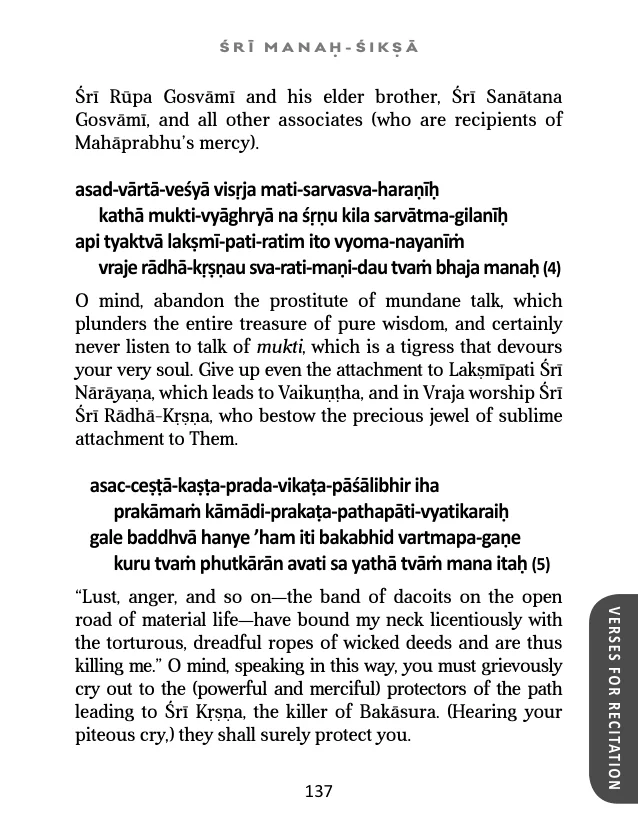 ŚRĪ MANAḤ-ŚIKṢĀ
Śrī Rūpa Gosvāmī and his elder brother, Śrī Sanātana
Gosvāmī, and all other associates (who are recipients of
Mahāprabhu’s mercy).
asad-vārtā-veśyā visṛja mati-sarvasva-haraṇīḥ
kathā mukti-vyāghryā na śṛṇu kila sarvātma-gilanīḥ
api tyaktvā lakṣmī-pati-ratim ito vyoma-nayanīṁ
vraje rādhā-kṛṣṇau sva-rati-maṇi-dau tvaṁ bhaja manaḥ (4)
O mind, abandon the prostitute of mundane talk, which
plunders the entire treasure of pure wisdom, and certainly
never listen to talk of mukti, which is a tigress that devours
your very soul. Give up even the attachment to Lakṣmīpati Śrī
Nārāyaṇa, which leads to Vaikuṇṭha, and in Vraja worship Śrī
Śrī Rādhā-Kṛṣṇa, who bestow the precious jewel of sublime
attachment to Them.
asac-ceṣṭā-kaṣṭa-prada-vikaṭa-pāśālibhir iha
prakāmaṁ kāmādi-prakaṭa-pathapāti-vyatikaraiḥ
gale baddhvā hanye ’ham iti bakabhid vartmapa-gaṇe
kuru tvaṁ phutkārān avati sa yathā tvāṁ mana itaḥ (5)
“Lust, anger, and so on—the band of dacoits on the open
road of material life—have bound my neck licentiously with
the torturous, dreadful ropes of wicked deeds and are thus
killing me.” O mind, speaking in this way, you must grievously
cry out to the (powerful and merciful) protectors of the path
leading to Śrī Kṛṣṇa, the killer of Bakāsura. (Hearing your
piteous cry,) they shall surely protect you.
VERSES FOR RECITATION
137